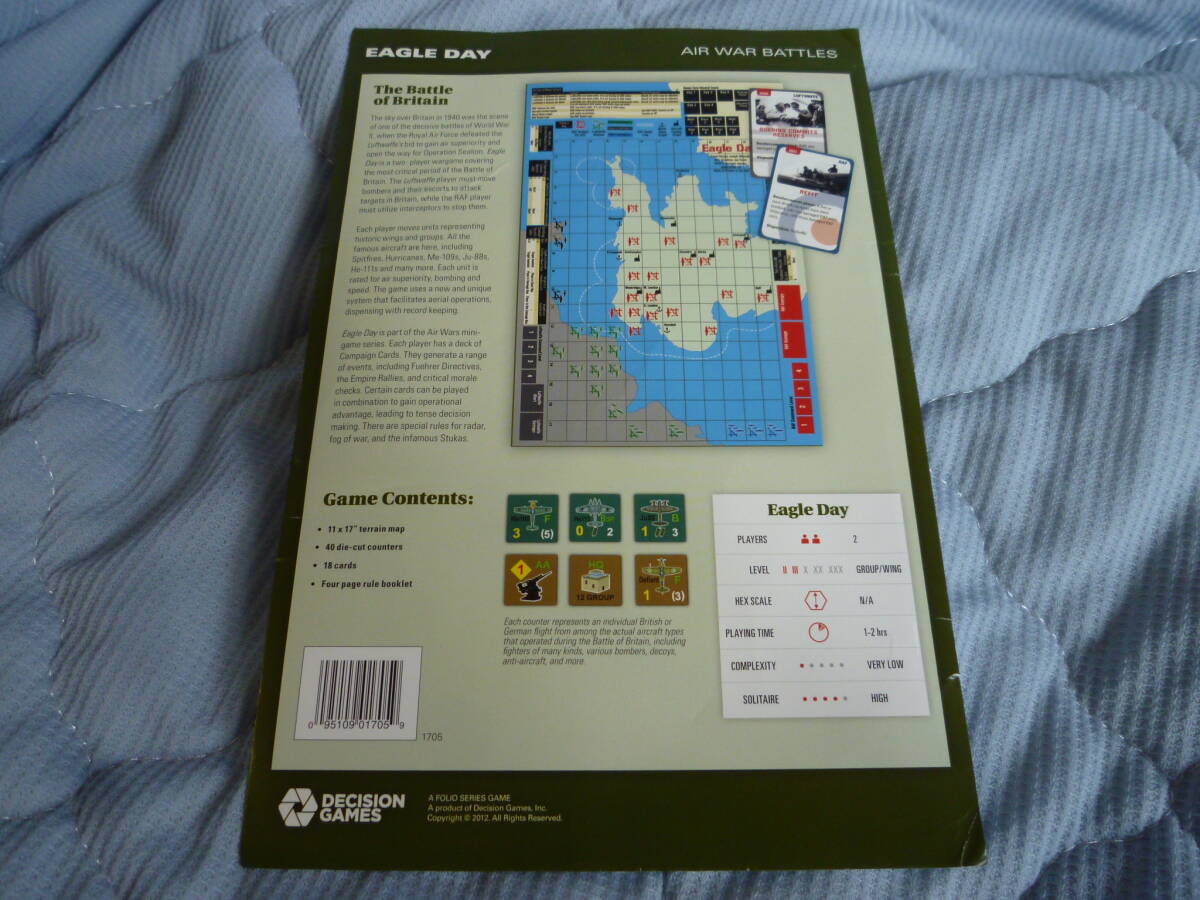 EAGLE DAY
AIR WAR BATTLES
The Battle
of Britain
The sky over Britain in 1940 was the scene
of one of the decisive battles of World War
II, when the Royal Air Force defeated the
Luftwaffe's bid to gain air superiority and
open the way for Operation Sealion. Eagle
Day is a two- player wargame covering
the most critical period of the Battle of
Britain. The Luftwaffe player must move
bombers and their escorts to attack
targets in Britain, while the RAF player
must utilize interceptors to stop them.
Each player moves units representing
historic wings and groups. All the
famous aircraft are here, including
Spitfires, Hurricanes, Me-109s, Ju-88s,
He-111s and many more. Each unit is
rated for air superiority, bombing and
speed. The game uses a new and unique
system that facilitates aerial operations,
dispensing with record keeping.
Eagle Day is part of the Air Wars mini-
game series. Each player has a deck of
Campaign Cards. They generate a range
of events, including Fuehrer Directives,
the Empire Rallies, and critical morale
checks. Certain cards can be played
in combination to gain operational
advantage, leading to tense decision
making. There are special rules for radar,
fog of war, and the infamous Stukas.
Eagle Da
LUFTWAFFE
GOERING COMMITS
RESERVES
RAF
Game Contents:
• 11 x 17" terrain map
• 40 die-cut counters
• 18 cards
• Four page rule booklet
F
3 (5)
0 2
B
1 3
1 AA
HQ
12 GROUP
Defiant F
1 (3)
Each counter represents an individual British or
German flight from among the actual aircraft types
that operated during the Battle of Britain, including
fighters of many kinds, various bombers, decoys,
anti-aircraft, and more.
Eagle Day
PLAYERS 2
LEVEL II III X XX XXX GROUP/WING
HEX SCALE N/A
PLAYING TIME 1-2 hrs
COMPLEXITY VERY LOW
SOLITAIRE HIGH
0 95109 01705 9
1705
DECISION
GAMES
A FOLIO SERIES GAME
A product of Decision Games, Inc.
Copyright © 2012. All Rights Reserved.